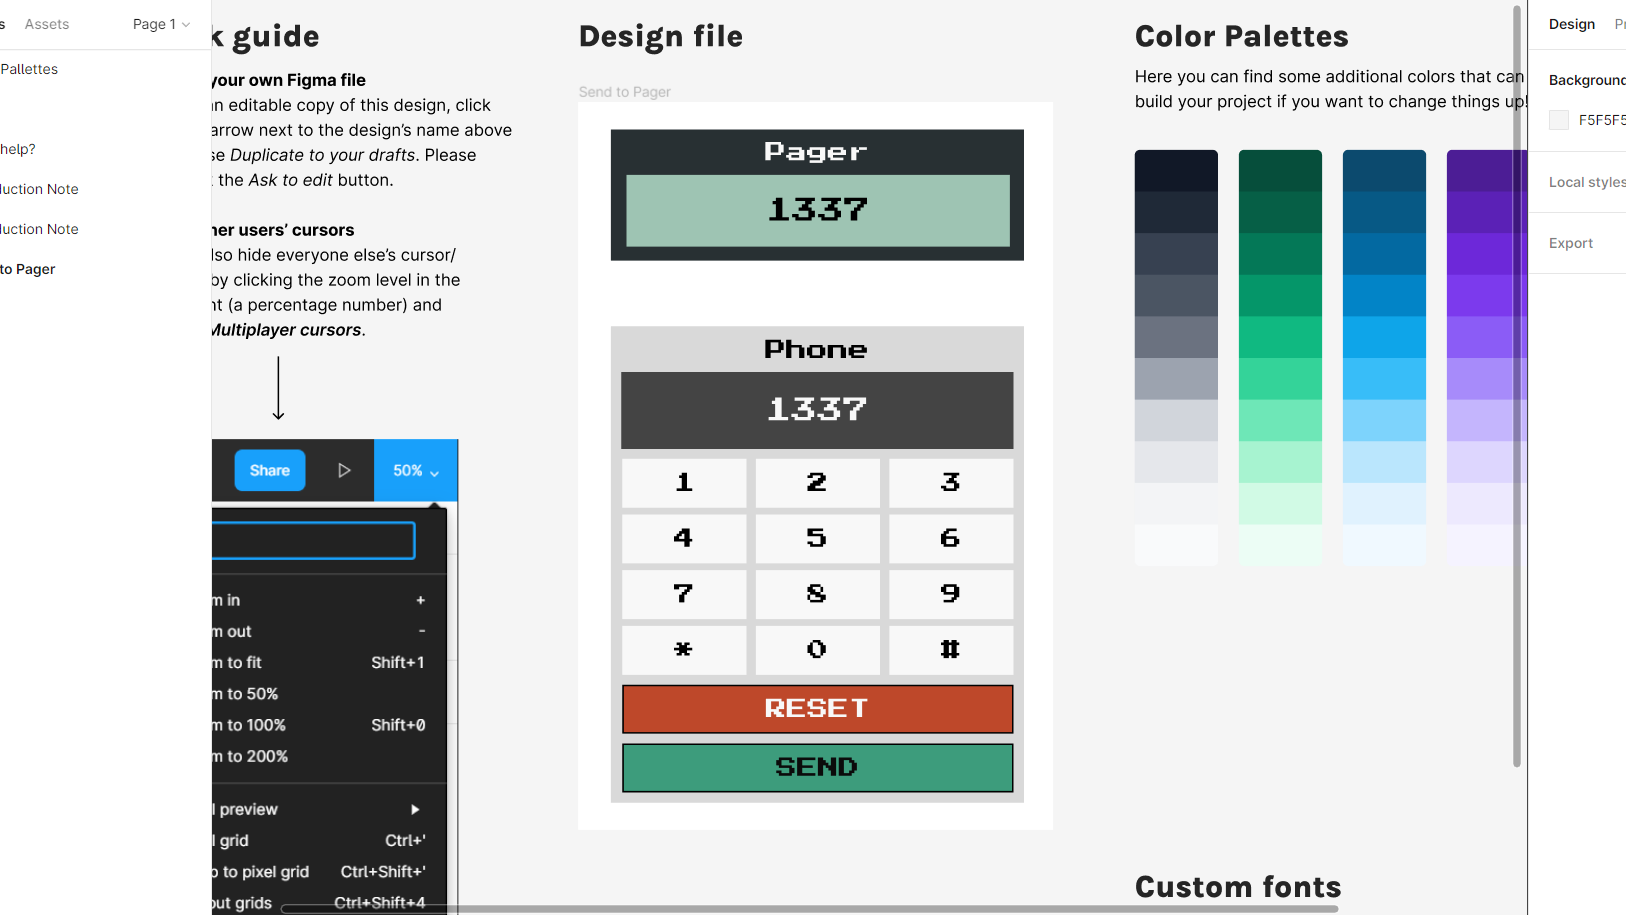 s Assets Page 1
Pallettes
help?
luction Note
luction Note
to Pager
k guide
your own Figma file
n editable copy of this design, click
arrow next to the design's name above
se Duplicate to your drafts. Please
t the Ask to edit button.
ner users' cursors
lso hide everyone else's cursor/
by clicking the zoom level in the
nt (a percentage number) and
Multiplayer cursors.
Share 50%
m in +
m out -
m to fit Shift+1
m to 50%
m to 100% Shift+0
m to 200%
l preview
l grid Ctrl+'
p to pixel grid Ctrl+Shift+'
out grids Ctrl+Shift+4
Design file
Send to Pager
Pager
1337
Phone
1337
1 2 3
4 5 6
7 8 9
* 0 #
RESET
SEND
Color Palettes
Here you can find some additional colors that can
build your project if you want to change things up!
Custom fonts
Design Pr
Background
F5F5F5
Local styles
Export